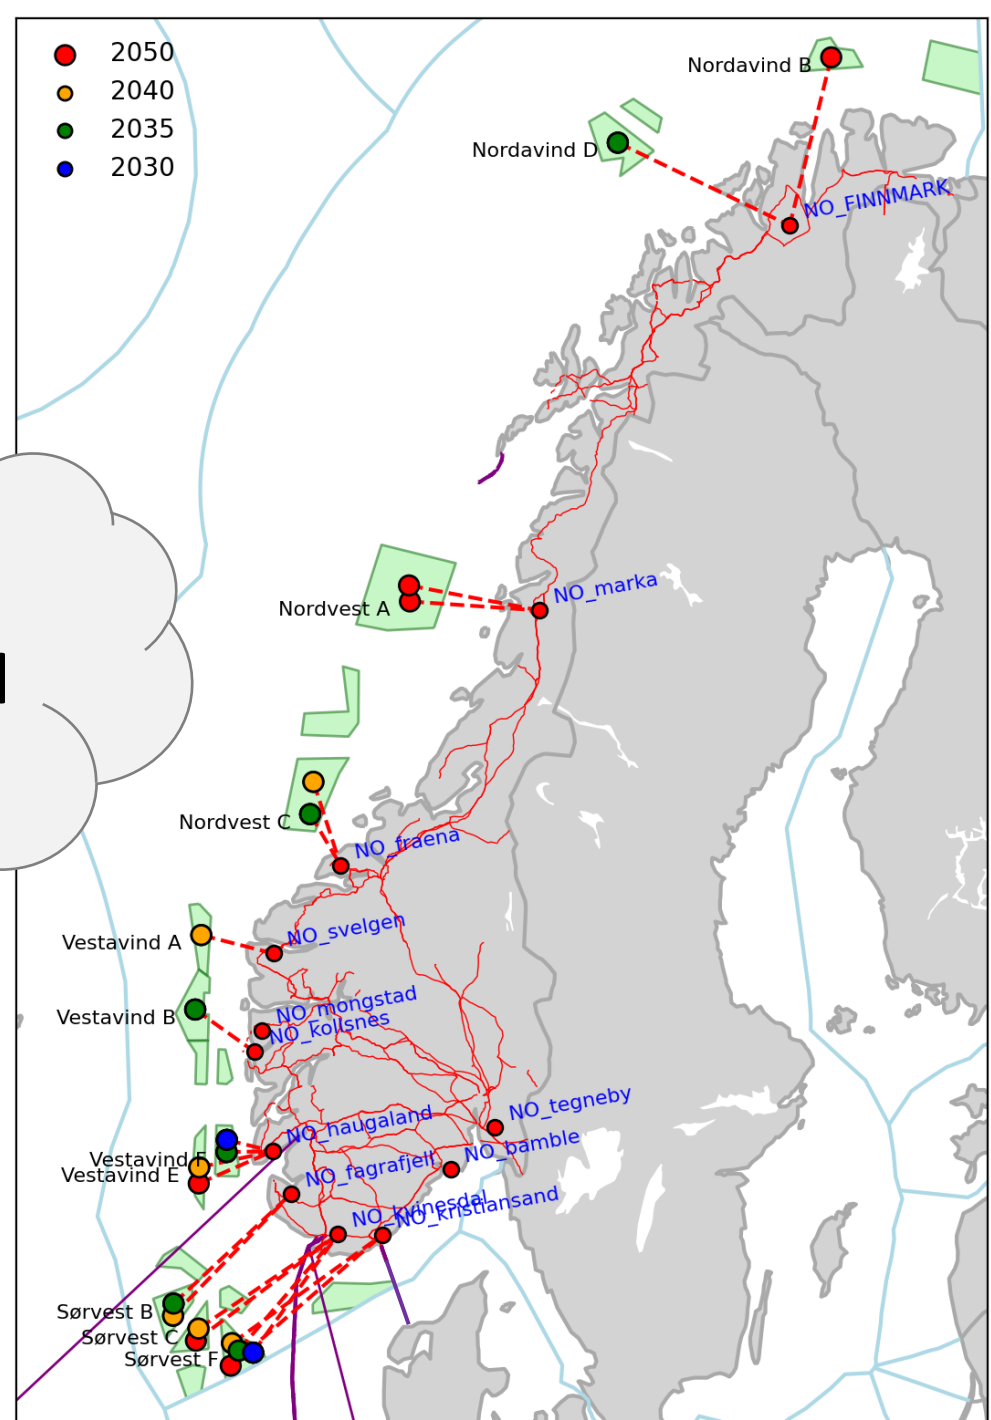 2050
2040
2035
2030
Nordavind B
Nordavind D
NO_FINNMARK
NO_marka
Nordvest A
Nordvest C
NO_fraena
NO_svelgen
Vestavind A
NO_mongstad
Vestavind B
NO_kollsnes
NO_tegneby
NO_haugaland
NO_bamble
Vestavind F
Vestavind E
NO_fagrafjell
NO_kvinesdal
NO_kristiansand
Sørvest B
Sørvest C
Sørvest F